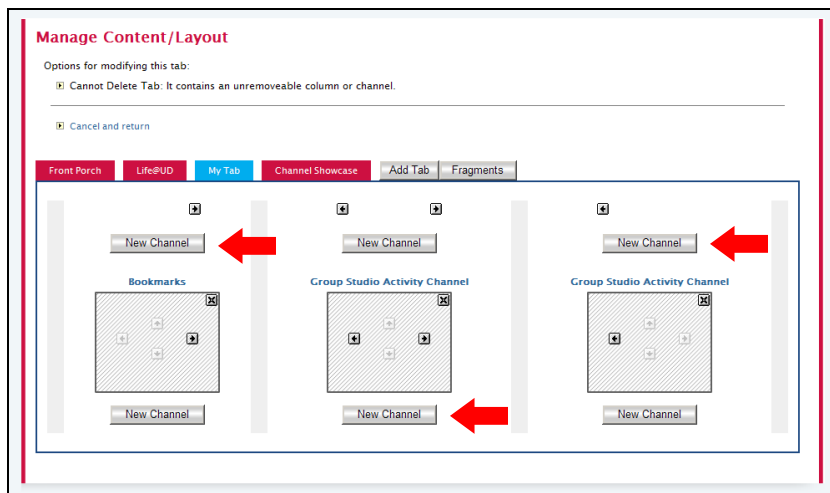 Manage Content/Layout
Options for modifying this tab:
Cannot Delete Tab: It contains an unremoveable column or channel.
Cancel and return
Front Porch Life@UD My Tab Channel Showcase Add Tab Fragments
New Channel New Channel New Channel
Bookmarks Group Studio Activity Channel Group Studio Activity Channel
New Channel New Channel New Channel